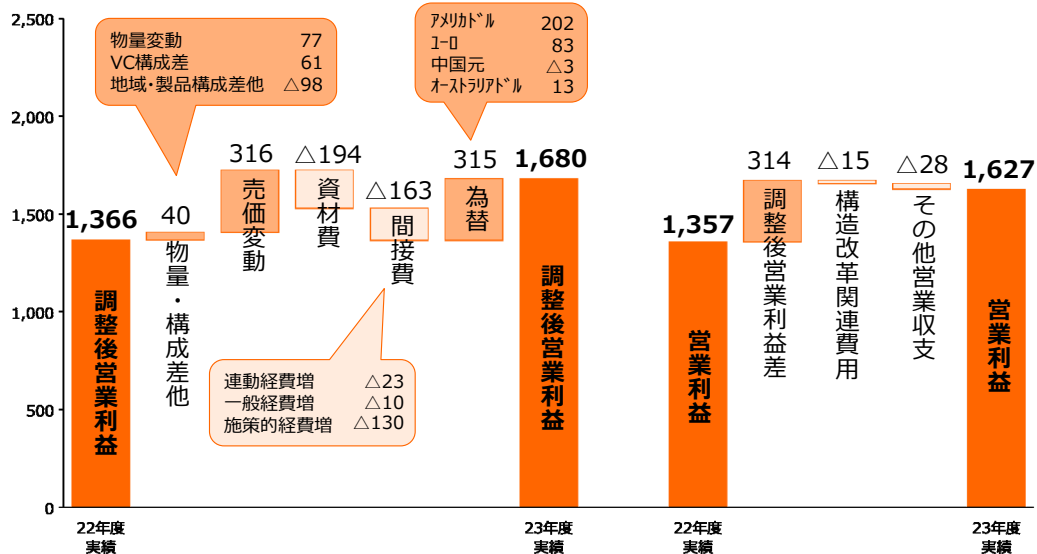 2,500
2,000
1,500
1,000
500
0
物量変動 77
VC構成差 61
地域・製品構成差他 △98
アメリカドル 202
ユーロ 83
中国元 △3
オーストラリアドル 13
1,366
調整後営業利益
22年度
実績
40
物量・構成差他
316
売価変動
△194
資材費
△163
間接費
315
為替
1,680
調整後営業利益
23年度
実績
連動経費増 △23
一般経費増 △10
施策的経費増 △130
1,357
営業利益
22年度
実績
314
調整後営業利益差
△15
構造改革関連費用
△28
その他営業収支
1,627
営業利益
23年度
実績